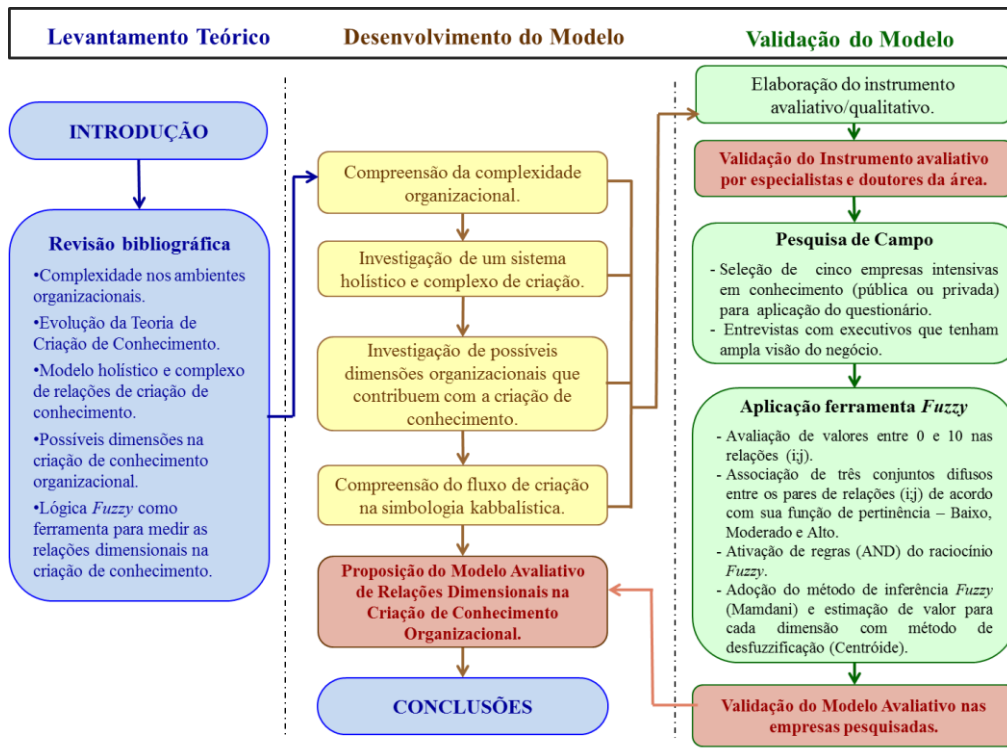 Levantamento Teórico
Desenvolvimento do Modelo
Validação do Modelo
INTRODUÇÃO
Revisão bibliográfica
•Complexidade nos ambientes
organizacionais.
•Evolução da Teoria de
Criação de Conhecimento.
•Modelo holístico e complexo
de relações de criação de
conhecimento.
•Possíveis dimensões na
criação de conhecimento
organizacional.
•Lógica Fuzzy como
ferramenta para medir as
relações dimensionais na
criação de conhecimento.
Compreensão da complexidade
organizacional.
Investigação de um sistema
holístico e complexo de criação.
Investigação de possíveis
dimensões organizacionais que
contribuem com a criação de
conhecimento.
Compreensão do fluxo de criação
na simbologia kabbalística.
Proposição do Modelo Avaliativo
de Relações Dimensionais na
Criação de Conhecimento
Organizacional.
CONCLUSÕES
Elaboração do instrumento
avaliativo/qualitativo.
Validação do Instrumento avaliativo
por especialistas e doutores da área.
Pesquisa de Campo
- Seleção de cinco empresas intensivas
em conhecimento (pública ou privada)
para aplicação do questionário.
- Entrevistas com executivos que tenham
ampla visão do negócio.
Aplicação ferramenta Fuzzy
- Avaliação de valores entre 0 e 10 nas
relações (i;j).
- Associação de três conjuntos difusos
entre os pares de relações (i;j) de acordo
com sua função de pertinência – Baixo,
Moderado e Alto.
- Ativação de regras (AND) do raciocínio
Fuzzy.
- Adoção do método de inferência Fuzzy
(Mamdani) e estimação de valor para
cada dimensão com método de
desfuzzificação (Centróide).
Validação do Modelo Avaliativo nas
empresas pesquisadas.